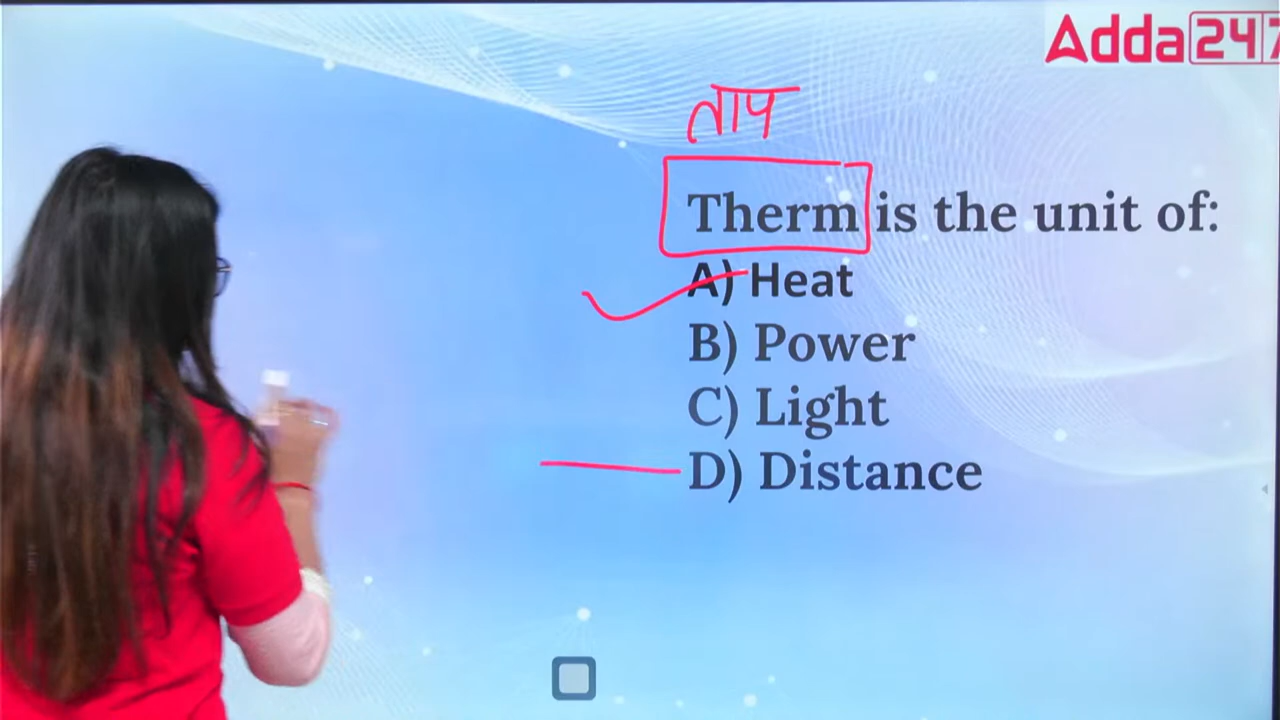 Adda247
ताप
Therm is the unit of:
A) Heat
B) Power
C) Light
D) Distance